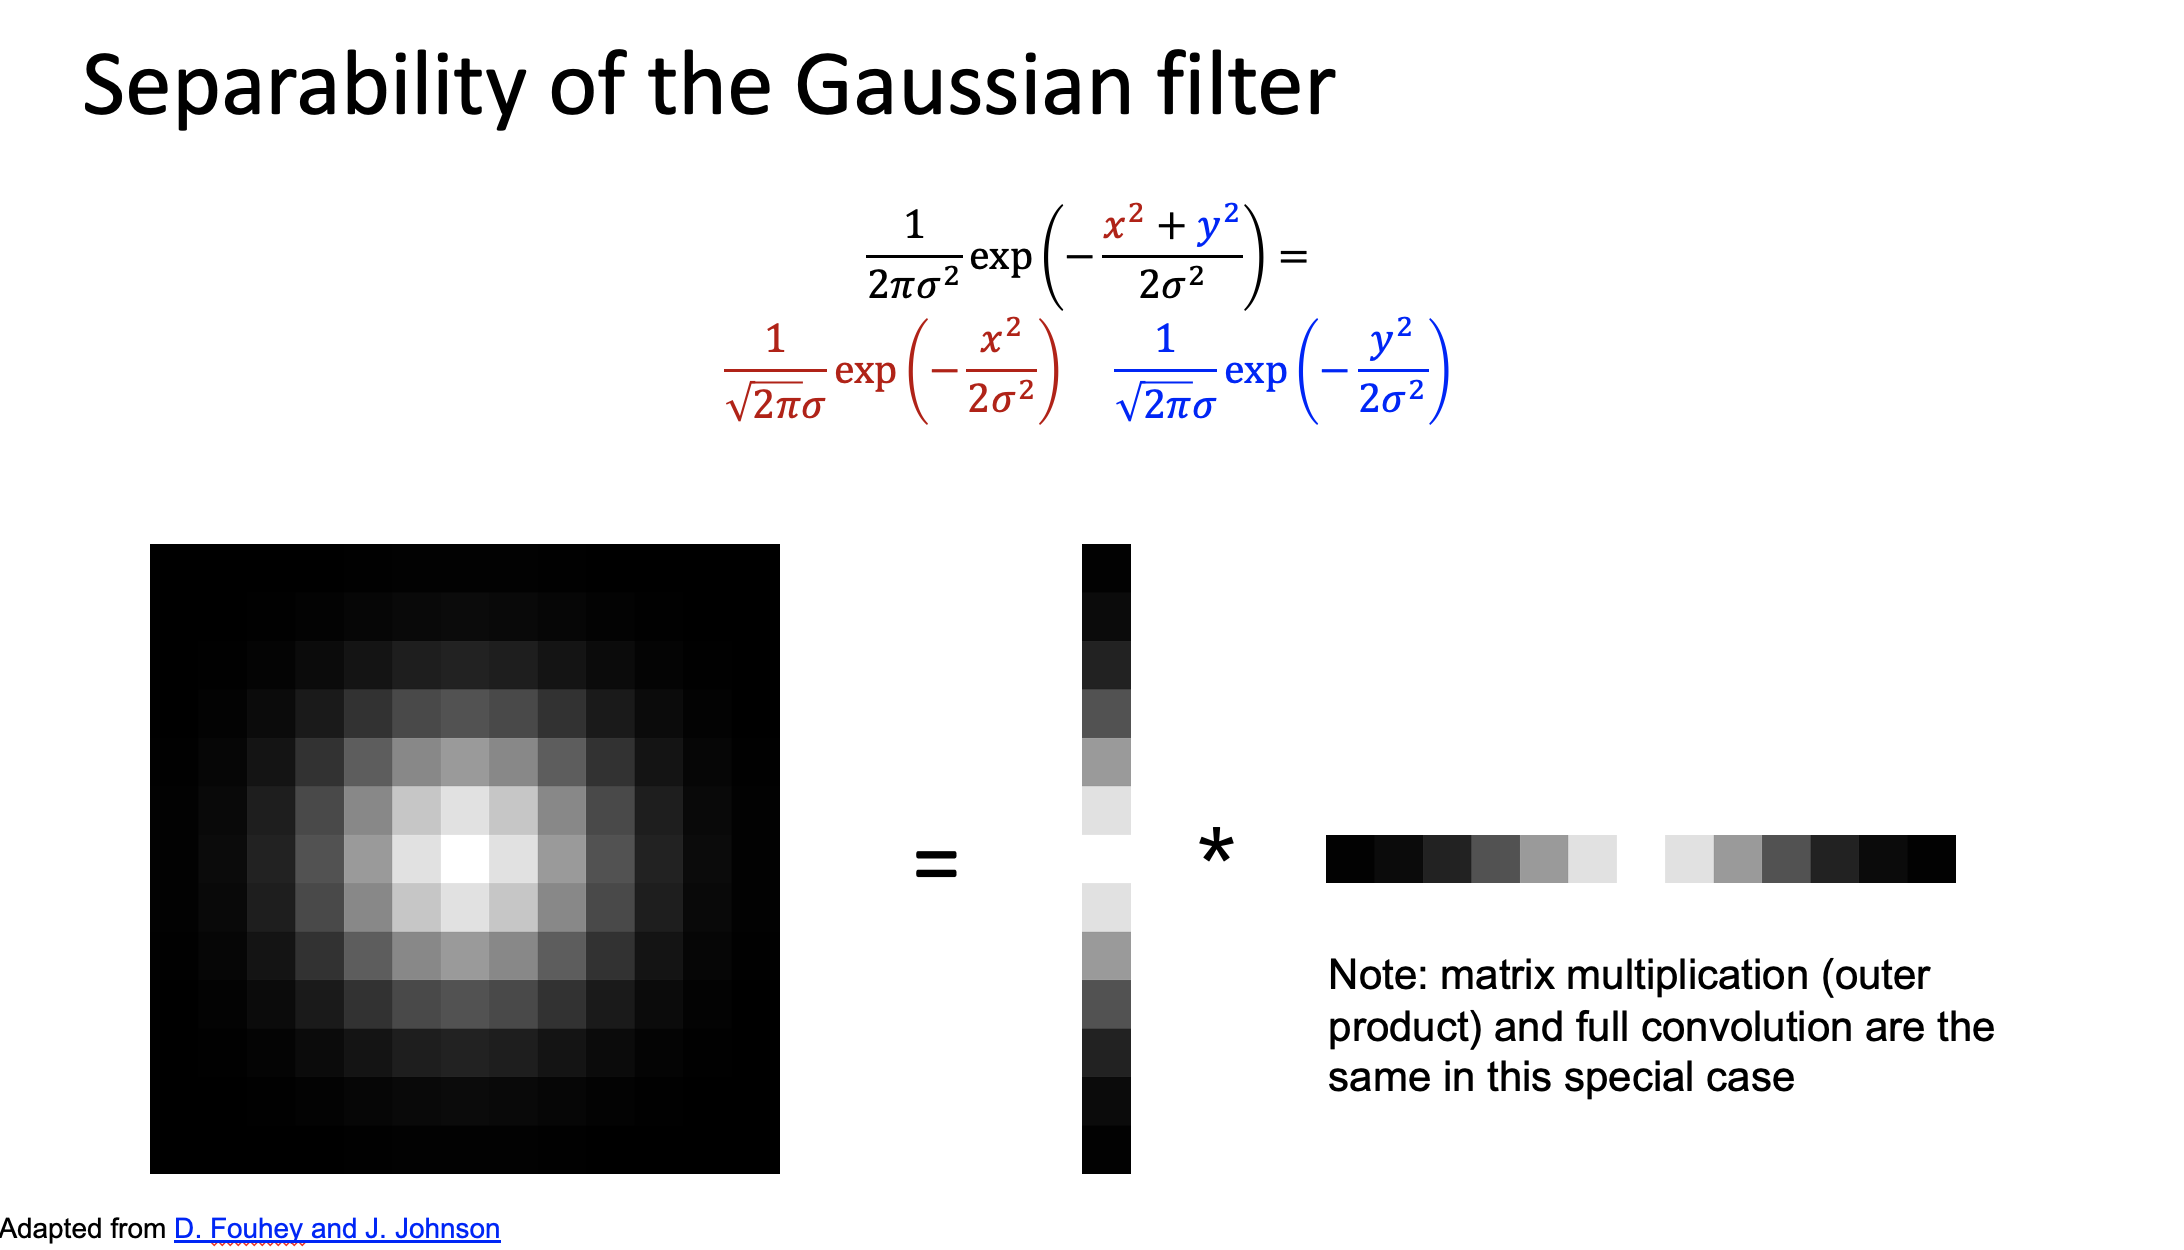 Separability of the Gaussian filter
\frac{1}{2\pi\sigma^2} \exp\left(-\frac{x^2 + y^2}{2\sigma^2}\right) =
\frac{1}{\sqrt{2\pi}\sigma} \exp\left(-\frac{x^2}{2\sigma^2}\right) \frac{1}{\sqrt{2\pi}\sigma} \exp\left(-\frac{y^2}{2\sigma^2}\right)
= *
Note: matrix multiplication (outer
product) and full convolution are the
same in this special case
Adapted from D. Fouhey and J. Johnson